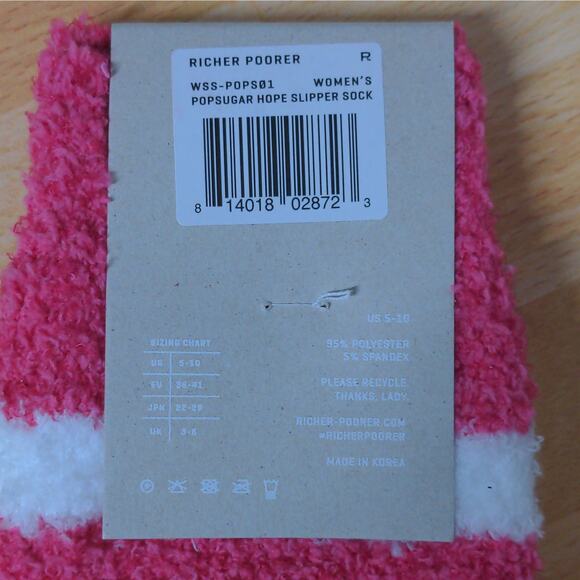 RICHER POORER R
WSS-POPSØ1 WOMEN'S
POPSUGAR HOPE SLIPPER SOCK
8 14018 02872 3
US 5-10
SIZING CHART
95% POLYESTER
5% SPANDEX
US 5-10
EU 36-41
PLEASE RECYCLE.
THANKS, LADY.
JPN 22-28
UK 3-8
RICHER-POORER.COM
#RICHERPOORER
MADE IN KOREA